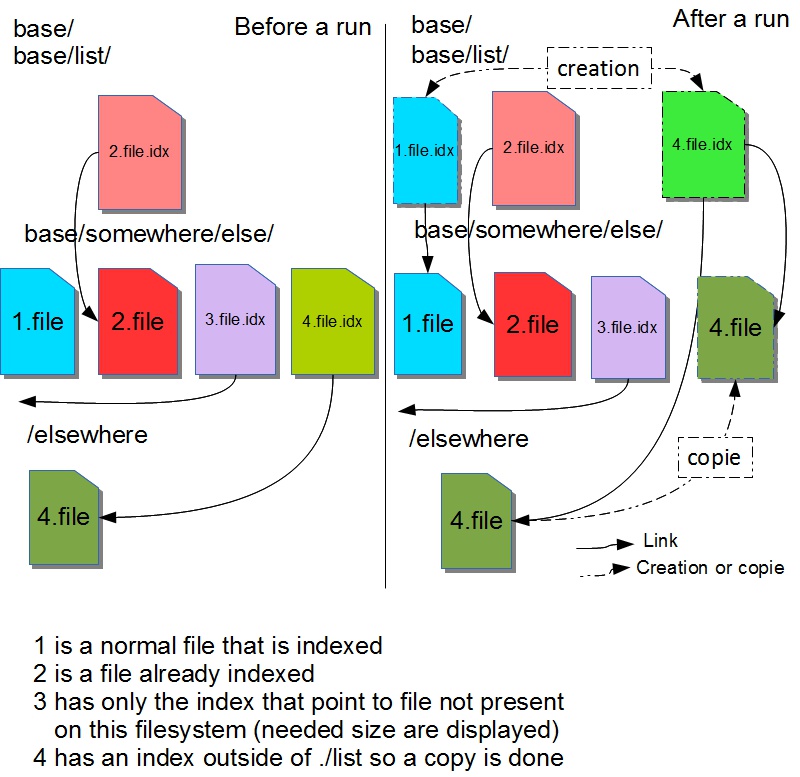 Before a run
base/
base/list/
2.file.idx
base/somewhere/else/
1.file
2.file
3.file.idx
4.file.idx
/elsewhere
4.file
After a run
base/
base/list/
creation
1.file.idx
2.file.idx
4.file.idx
base/somewhere/else/
1.file
2.file
3.file.idx
4.file
/elsewhere
copie
4.file
Link
Creation or copie
1 is a normal file that is indexed
2 is a file already indexed
3 has only the index that point to file not present
on this filesystem (needed size are displayed)
4 has an index outside of ./list so a copy is done